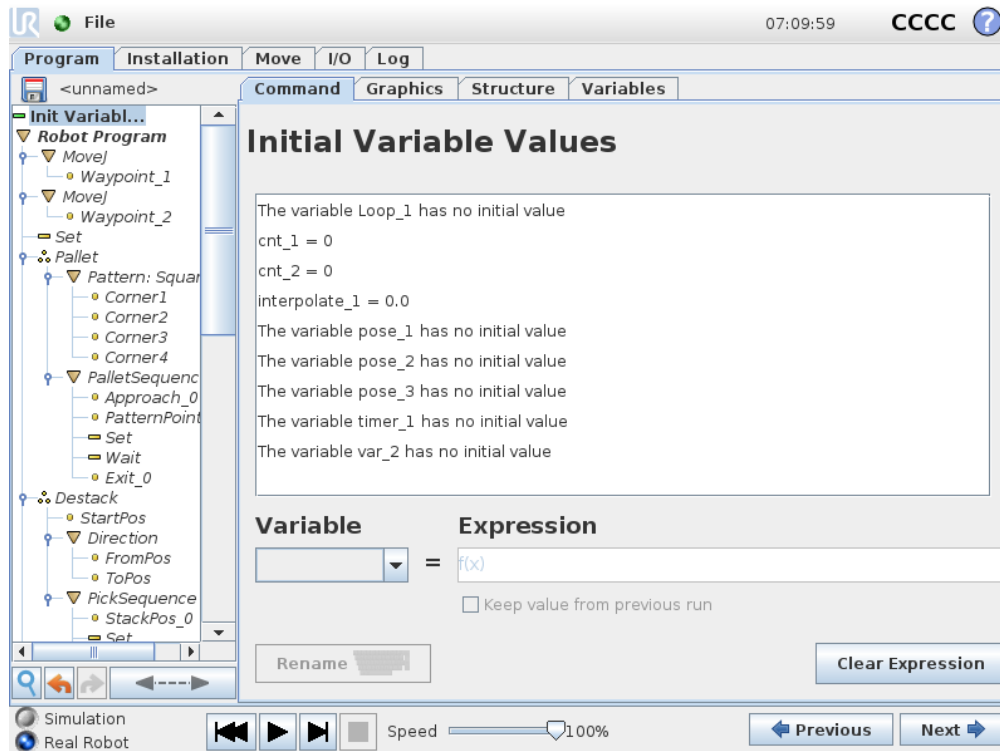 UR File 07:09:59 CCCC ?
Program Installation Move I/O Log
<unnamed>
Command Graphics Structure Variables
Init Variabl...
Robot Program
MoveJ
Waypoint_1
MoveJ
Waypoint_2
Set
Pallet
Pattern: Squar
Corner1
Corner2
Corner3
Corner4
PalletSequenc
Approach_0
PatternPoint
Set
Wait
Exit_0
Destack
StartPos
Direction
FromPos
ToPos
PickSequence
StackPos_0
Set
Initial Variable Values
The variable Loop_1 has no initial value
cnt_1 = 0
cnt_2 = 0
interpolate_1 = 0.0
The variable pose_1 has no initial value
The variable pose_2 has no initial value
The variable pose_3 has no initial value
The variable timer_1 has no initial value
The variable var_2 has no initial value
Variable Expression
= f(x)
Keep value from previous run
Rename Clear Expression
Simulation
Real Robot
Speed 100%
Previous Next